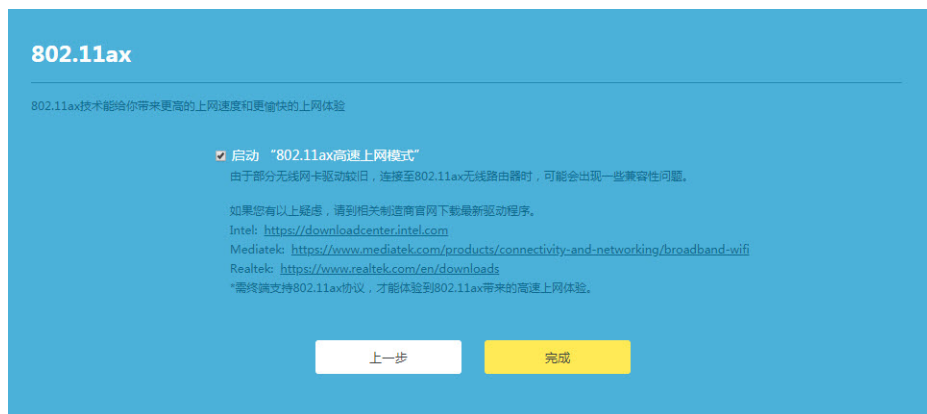 802.11ax
802.11ax技术能给你带来更高的上网速度和更愉快的上网体验
启动 “802.11ax高速上网模式”
由于部分无线网卡驱动较旧，连接至802.11ax无线路由器时，可能会出现一些兼容性问题。
如果您有以上疑虑，请到相关制造商官网下载最新驱动程序。
Intel: https://downloadcenter.intel.com
Mediatek: https://www.mediatek.com/products/connectivity-and-networking/broadband-wifi
Realtek: https://www.realtek.com/en/downloads
*需终端支持802.11ax协议，才能体验到802.11ax带来的高速上网体验。
上一步
完成